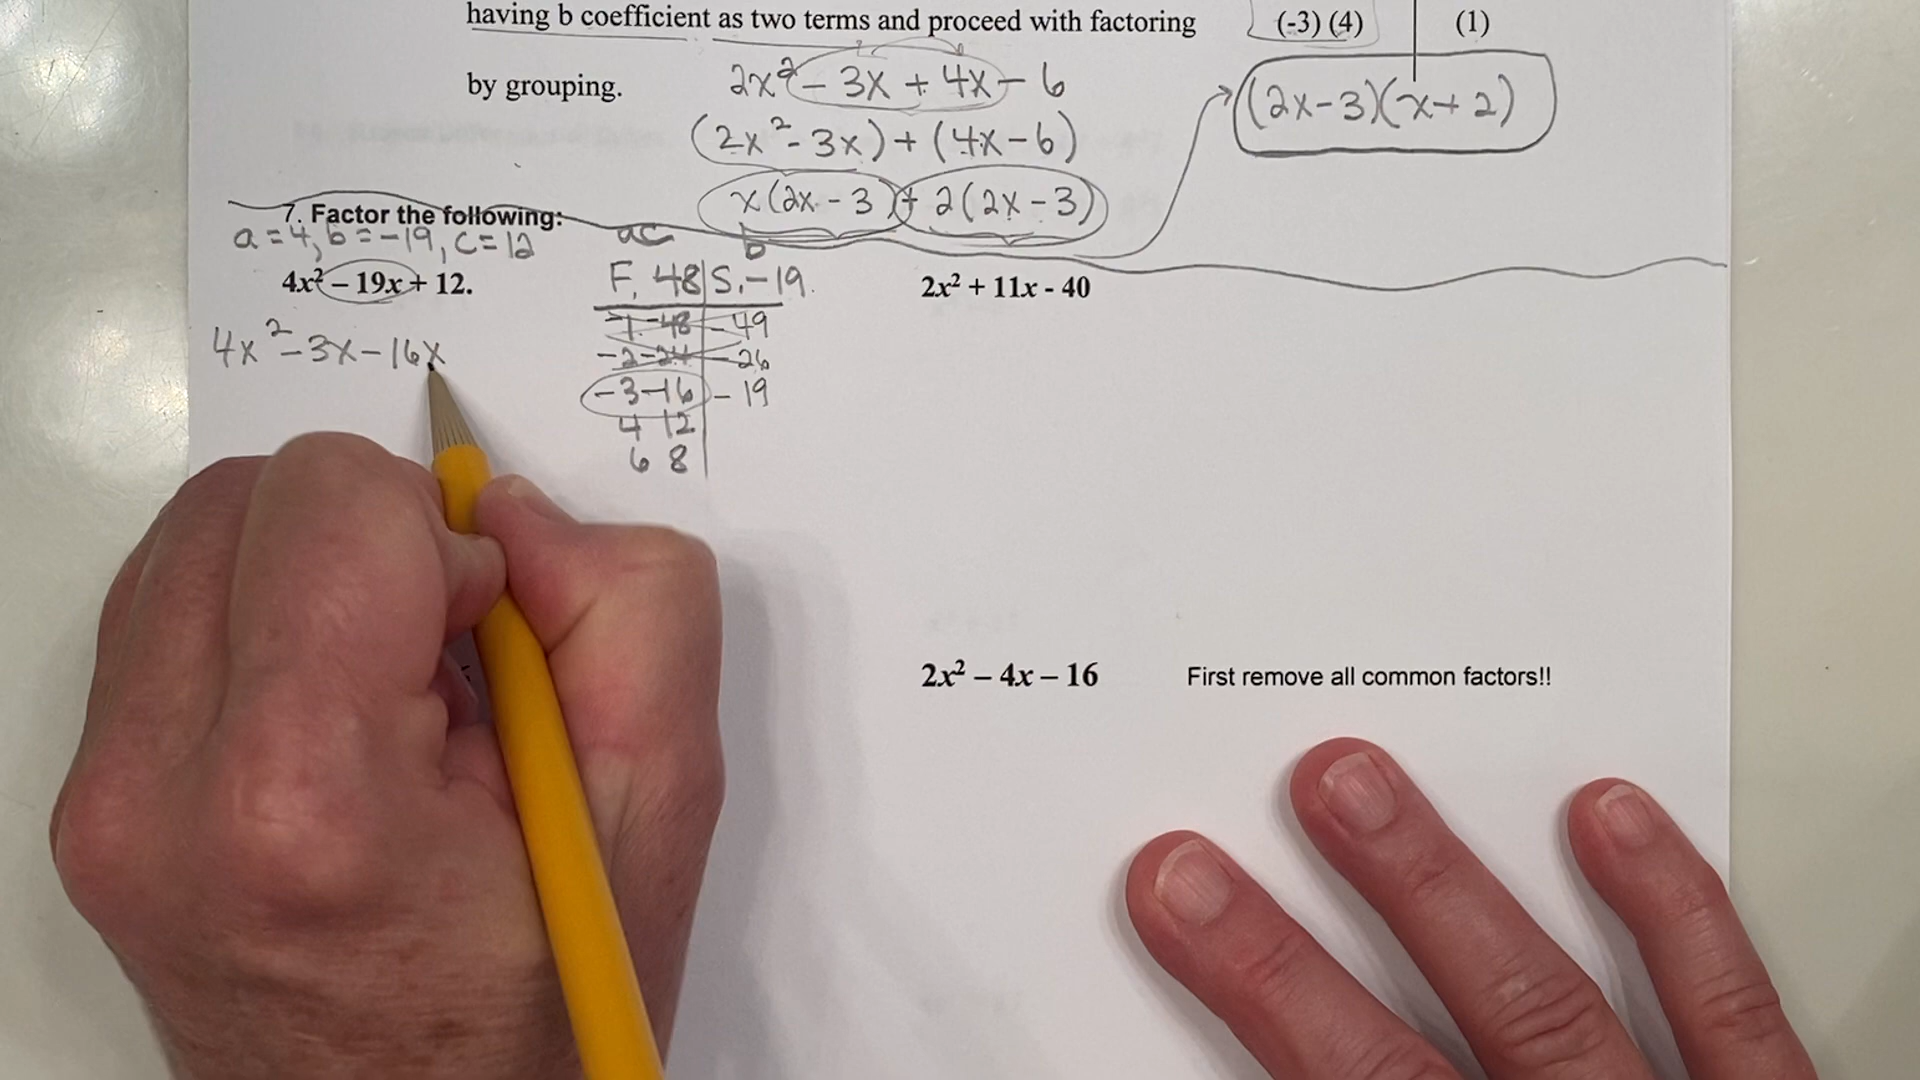 having b coefficient as two terms and proceed with factoring
(-3) (4)
(1)
by grouping.
2x² - 3x + 4x - 6
(2x² - 3x) + (4x - 6)
x(2x - 3) + 2(2x - 3)
(2x-3)(x+2)
7. Factor the following:
a = 4, b = -19, c = 12
4x² – 19x + 12.
4x² - 3x - 16x
ac b
F. 48 S. -19.
-1 -48 - 49
-2 -24 - 26
-3 -16 - 19
4 12
6 8
2x² + 11x - 40
2x² – 4x – 16
First remove all common factors!!